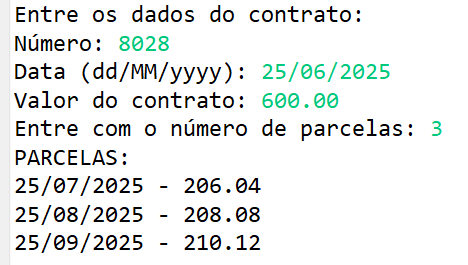 Entre os dados do contrato:
Número: 8028
Data (dd/MM/yyyy): 25/06/2025
Valor do contrato: 600.00
Entre com o número de parcelas: 3
PARCELAS:
25/07/2025 - 206.04
25/08/2025 - 208.08
25/09/2025 - 210.12